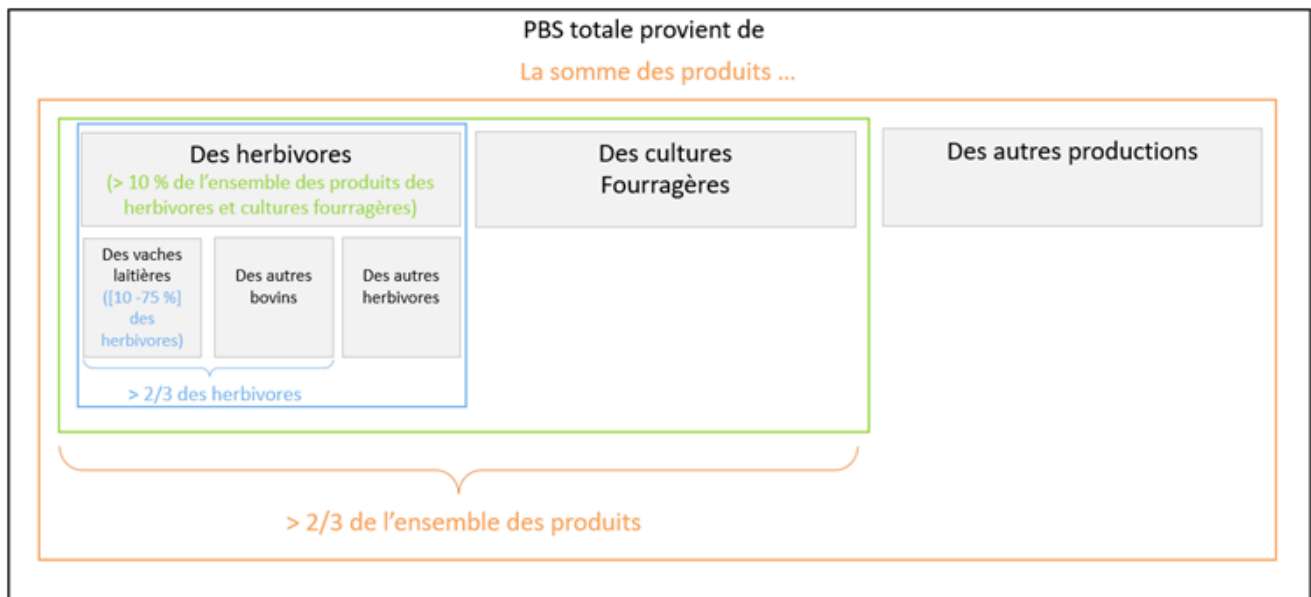 PBS totale provient de
La somme des produits ...
Des herbivores
(> 10 % de l'ensemble des produits des
herbivores et cultures fourragères)
Des cultures
Fourragères
Des autres productions
Des vaches
laitières
([10 -75 %]
des
herbivores)
Des autres
bovins
Des autres
herbivores
> 2/3 des herbivores
> 2/3 de l'ensemble des produits